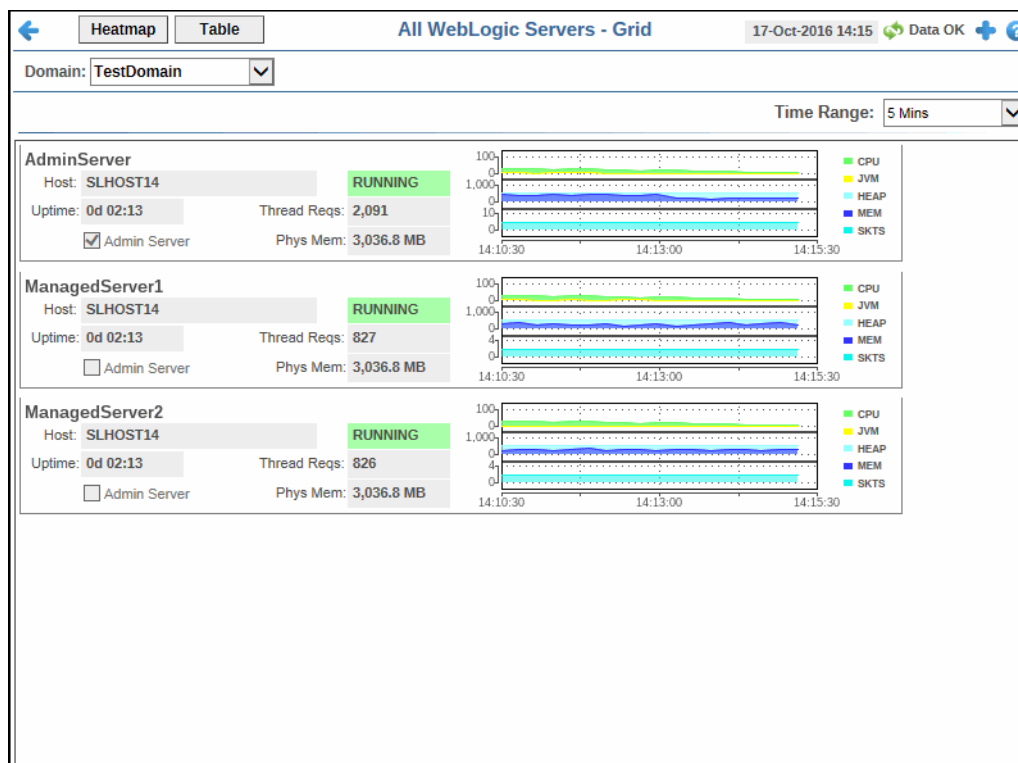 Heatmap Table All WebLogic Servers - Grid 17-Oct-2016 14:15 Data OK ?
Domain: TestDomain
Time Range: 5 Mins
AdminServer
Host: SLHOST14 RUNNING
Uptime: 0d 02:13 Thread Reqs: 2,091
Admin Server Phys Mem: 3,036.8 MB
100
0
1,000
0
10
0
14:10:30 14:13:00 14:15:30
CPU
JVM
HEAP
MEM
SKTS
ManagedServer1
Host: SLHOST14 RUNNING
Uptime: 0d 02:13 Thread Reqs: 827
Admin Server Phys Mem: 3,036.8 MB
100
0
1,000
0
4
0
14:10:30 14:13:00 14:15:30
CPU
JVM
HEAP
MEM
SKTS
ManagedServer2
Host: SLHOST14 RUNNING
Uptime: 0d 02:13 Thread Reqs: 826
Admin Server Phys Mem: 3,036.8 MB
100
0
1,000
0
4
0
14:10:30 14:13:00 14:15:30
CPU
JVM
HEAP
MEM
SKTS